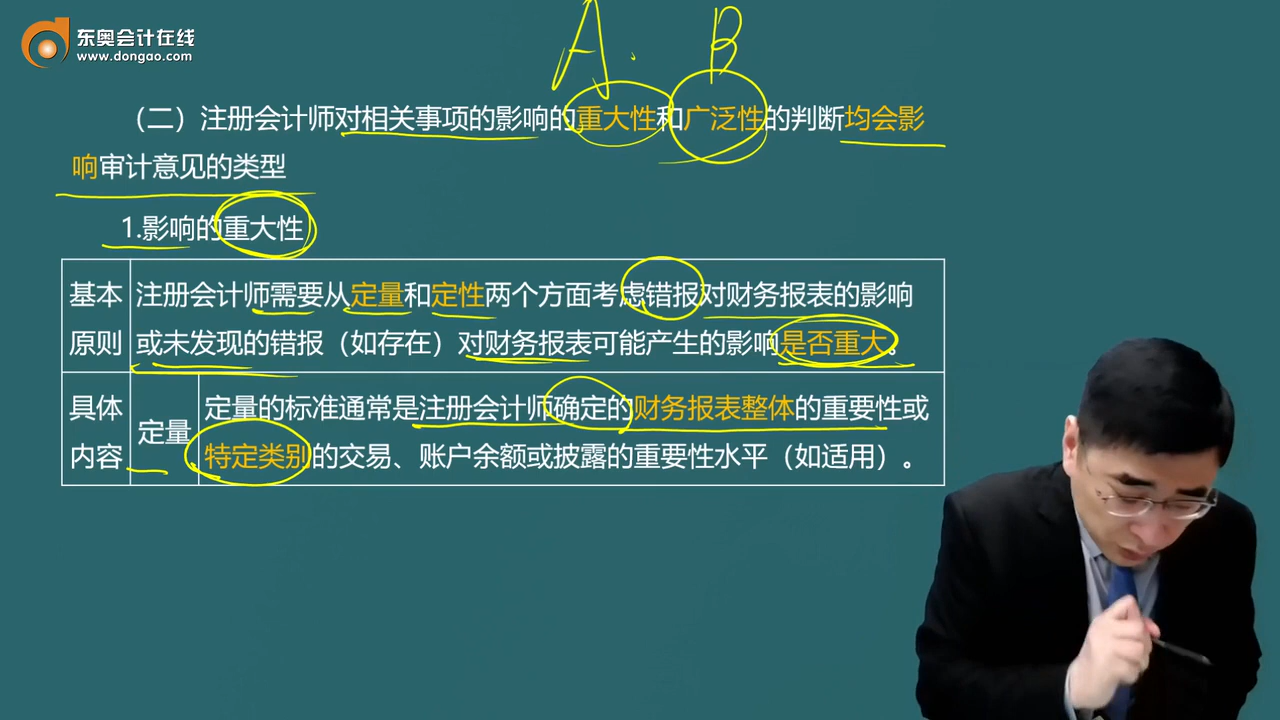 东奥会计在线
www.dongao.com
A. B
（二）注册会计师对相关事项的影响的重大性和广泛性的判断均会影
响审计意见的类型
1.影响的重大性
基本
原则
注册会计师需要从定量和定性两个方面考虑错报对财务报表的影响
或未发现的错报（如存在）对财务报表可能产生的影响是否重大。
具体
内容
定量
定量的标准通常是注册会计师确定的财务报表整体的重要性或
特定类别的交易、账户余额或披露的重要性水平（如适用）。